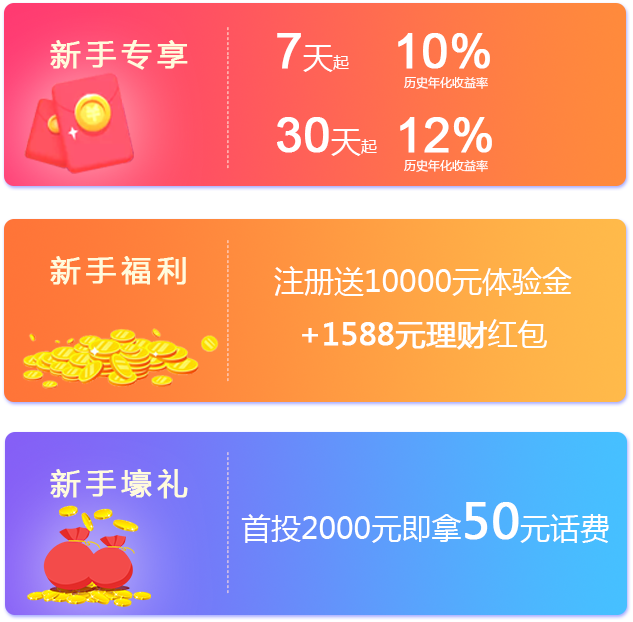 新手专享
7天起 10%
历史年化收益率
30天起 12%
历史年化收益率
新手福利
注册送10000元体验金
+1588元理财红包
新手壕礼
首投2000元即拿50元话费